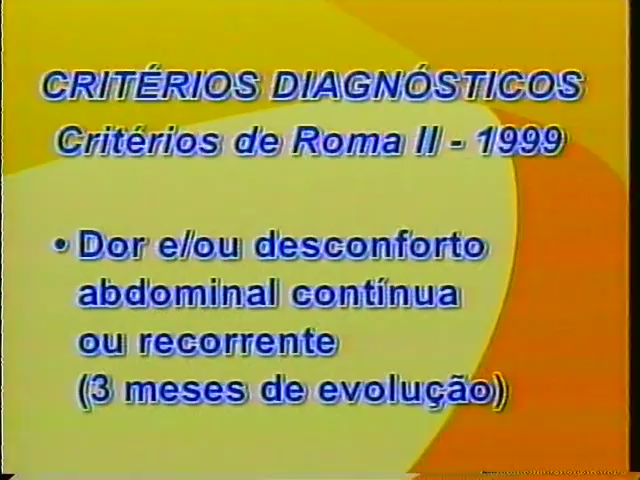 CRITÉRIOS DIAGNÓSTICOS
Critérios de Roma II - 1999
• Dor e/ou desconforto
abdominal contínua
ou recorrente
(3 meses de evolução)